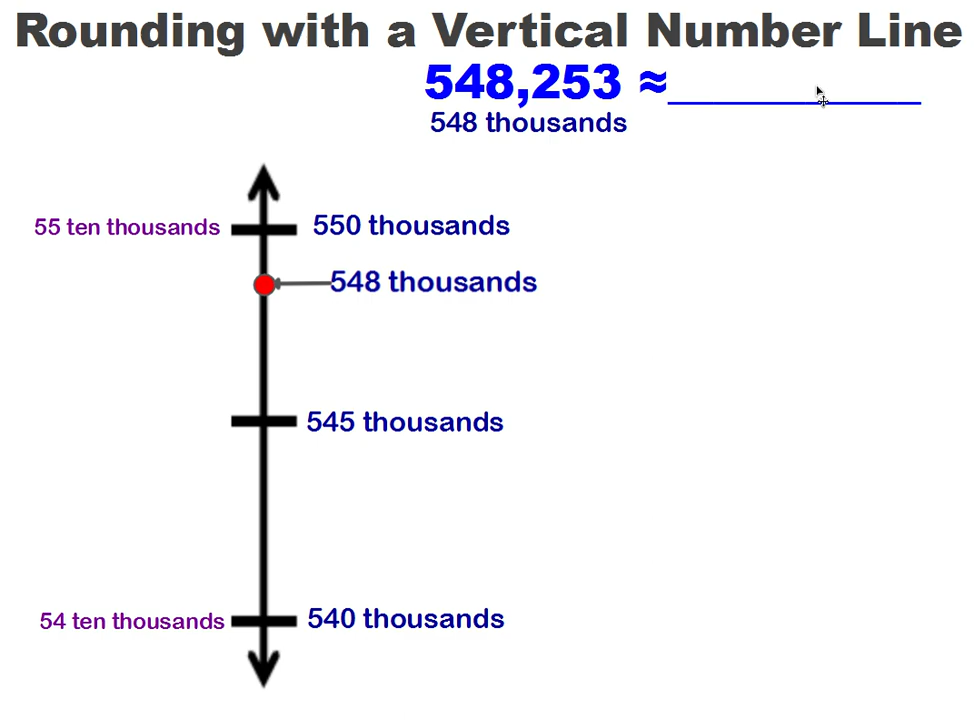 Rounding with a Vertical Number Line
548,253 ≈
548 thousands
55 ten thousands 550 thousands
548 thousands
545 thousands
54 ten thousands 540 thousands